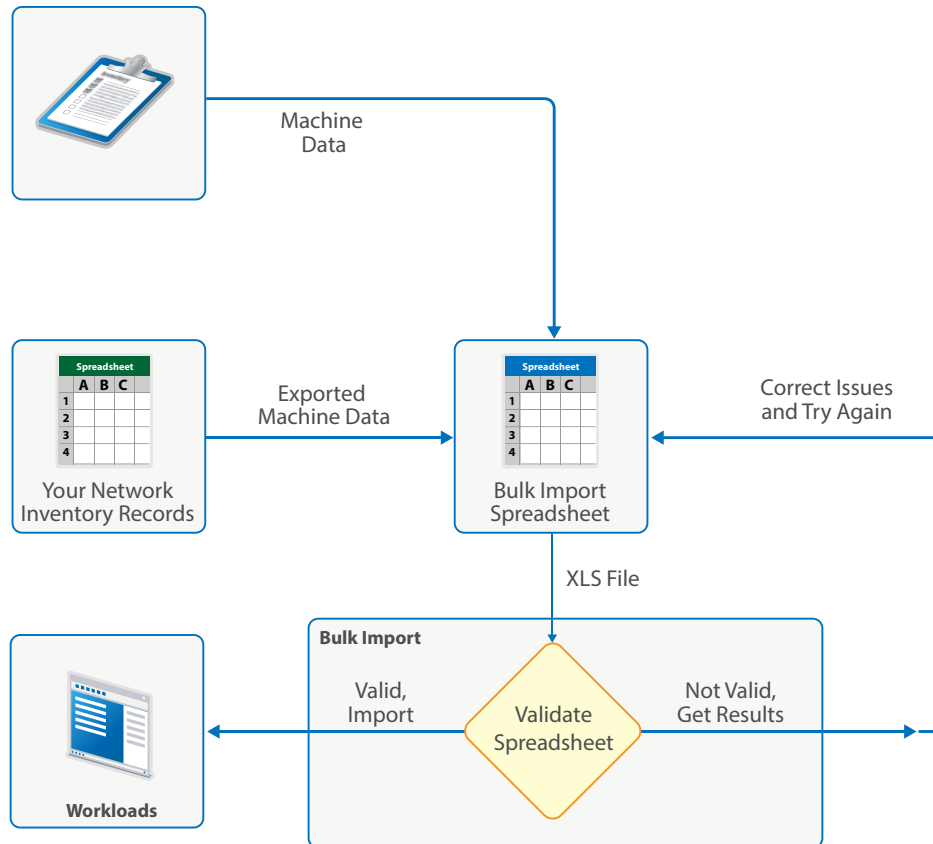 Machine
Data
Spreadsheet
A B C
1
2
3
4
Your Network
Inventory Records
Exported
Machine Data
Spreadsheet
A B C
1
2
3
4
Bulk Import
Spreadsheet
Correct Issues
and Try Again
XLS File
Bulk Import
Valid,
Import
Validate
Spreadsheet
Not Valid,
Get Results
Workloads